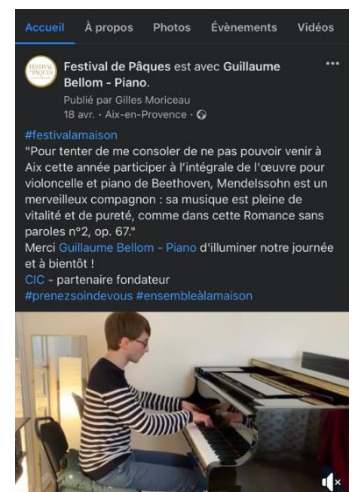 Accueil À propos Photos Évènements Vidéos
FESTIVAL
DE PÂQUES
Festival de Pâques est avec Guillaume
Bellom - Piano.
Publié par Gilles Moriceau
18 avr. · Aix-en-Provence ·
#festivalamaison
"Pour tenter de me consoler de ne pas pouvoir venir à
Aix cette année participer à l'intégrale de l'œuvre pour
violoncelle et piano de Beethoven, Mendelssohn est un
merveilleux compagnon : sa musique est pleine de
vitalité et de pureté, comme dans cette Romance sans
paroles n°2, op. 67."
Merci Guillaume Bellom - Piano d'illuminer notre journée
et à bientôt !
CIC - partenaire fondateur
#prenezsoindevous #ensembleàlamaison